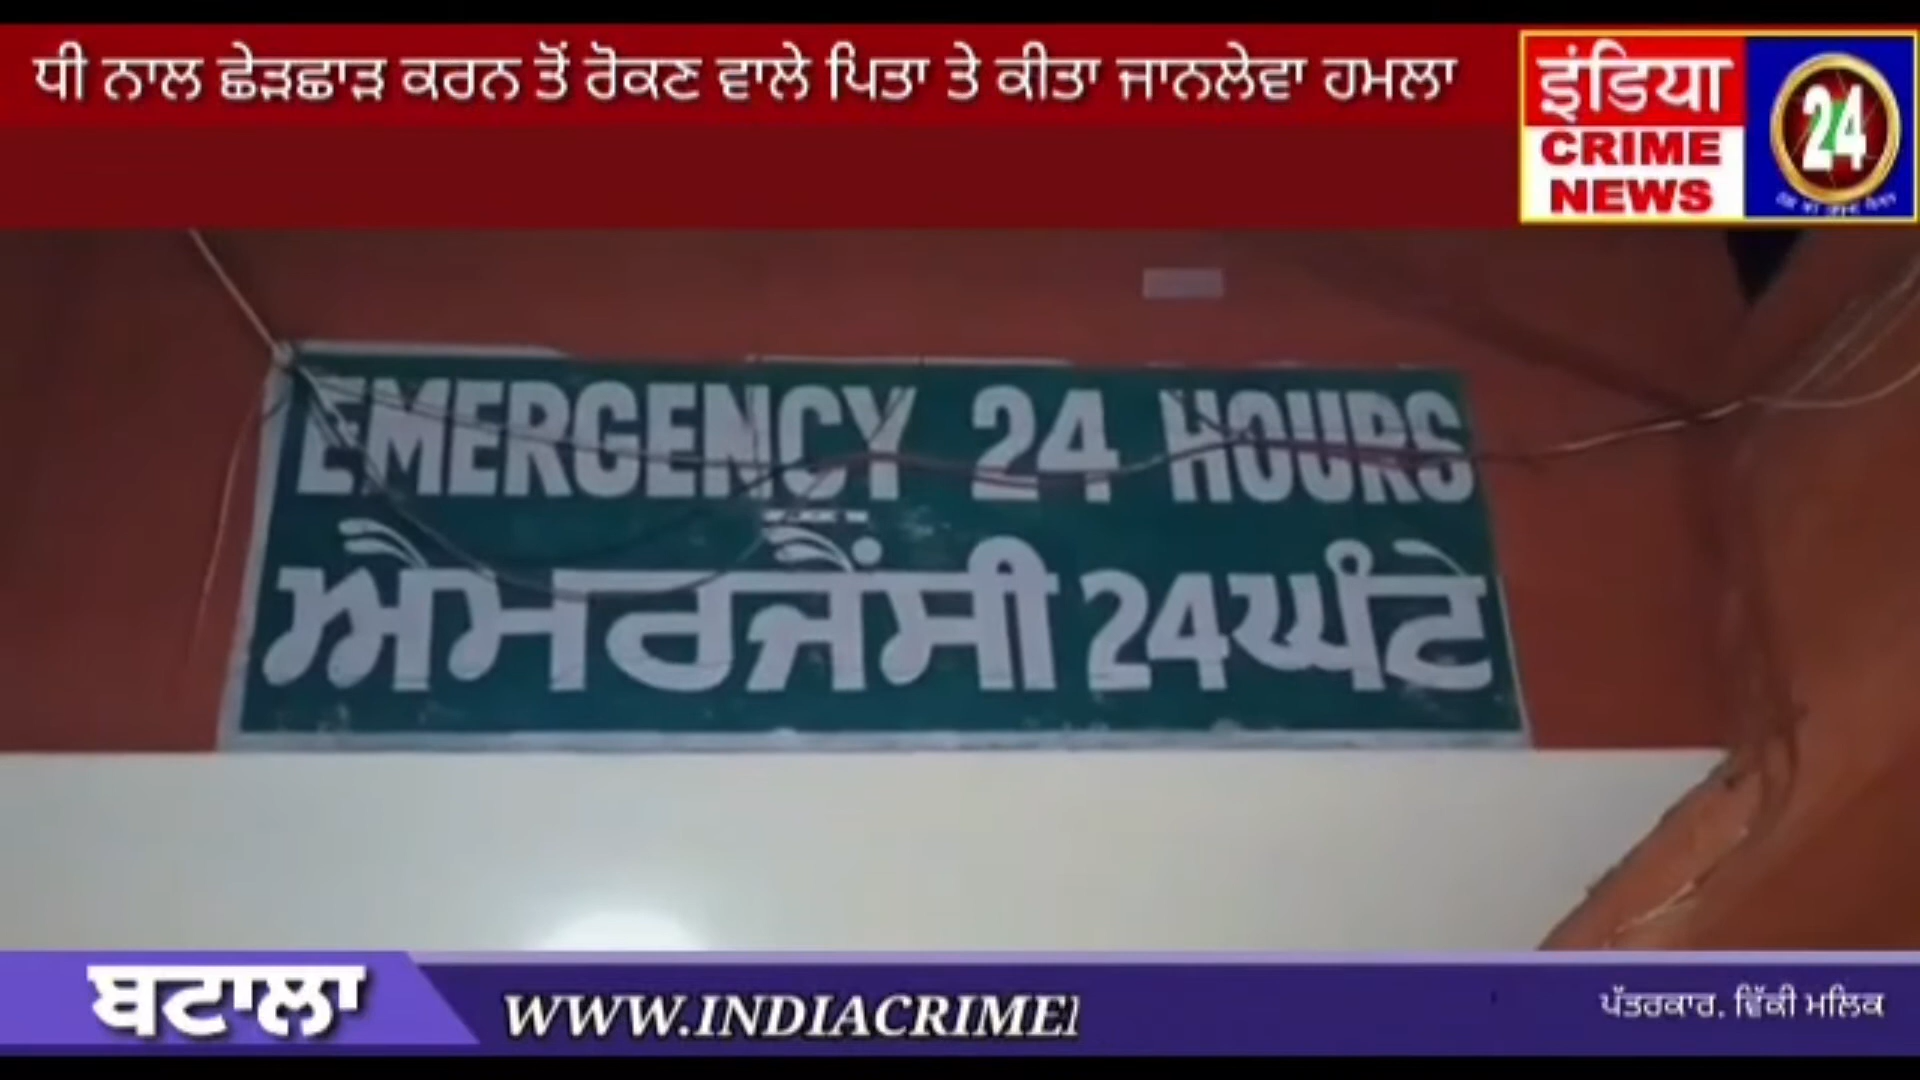 ਧੀ ਨਾਲ ਛੇੜਛਾੜ ਕਰਨ ਤੋਂ ਰੋਕਣ ਵਾਲੇ ਪਿਤਾ ਤੇ ਕੀਤਾ ਜਾਨਲੇਵਾ ਹਮਲਾ
इंडिया
CRIME
NEWS
24
EMERGENCY 24 HOURS
ਐਮਰਜੈਂਸੀ 24 ਘੰਟੇ
ਬਟਾਲਾ
WWW.INDIACRIME
ਪੱਤਰਕਾਰ. ਵਿੱਕੀ ਮਲਿਕ